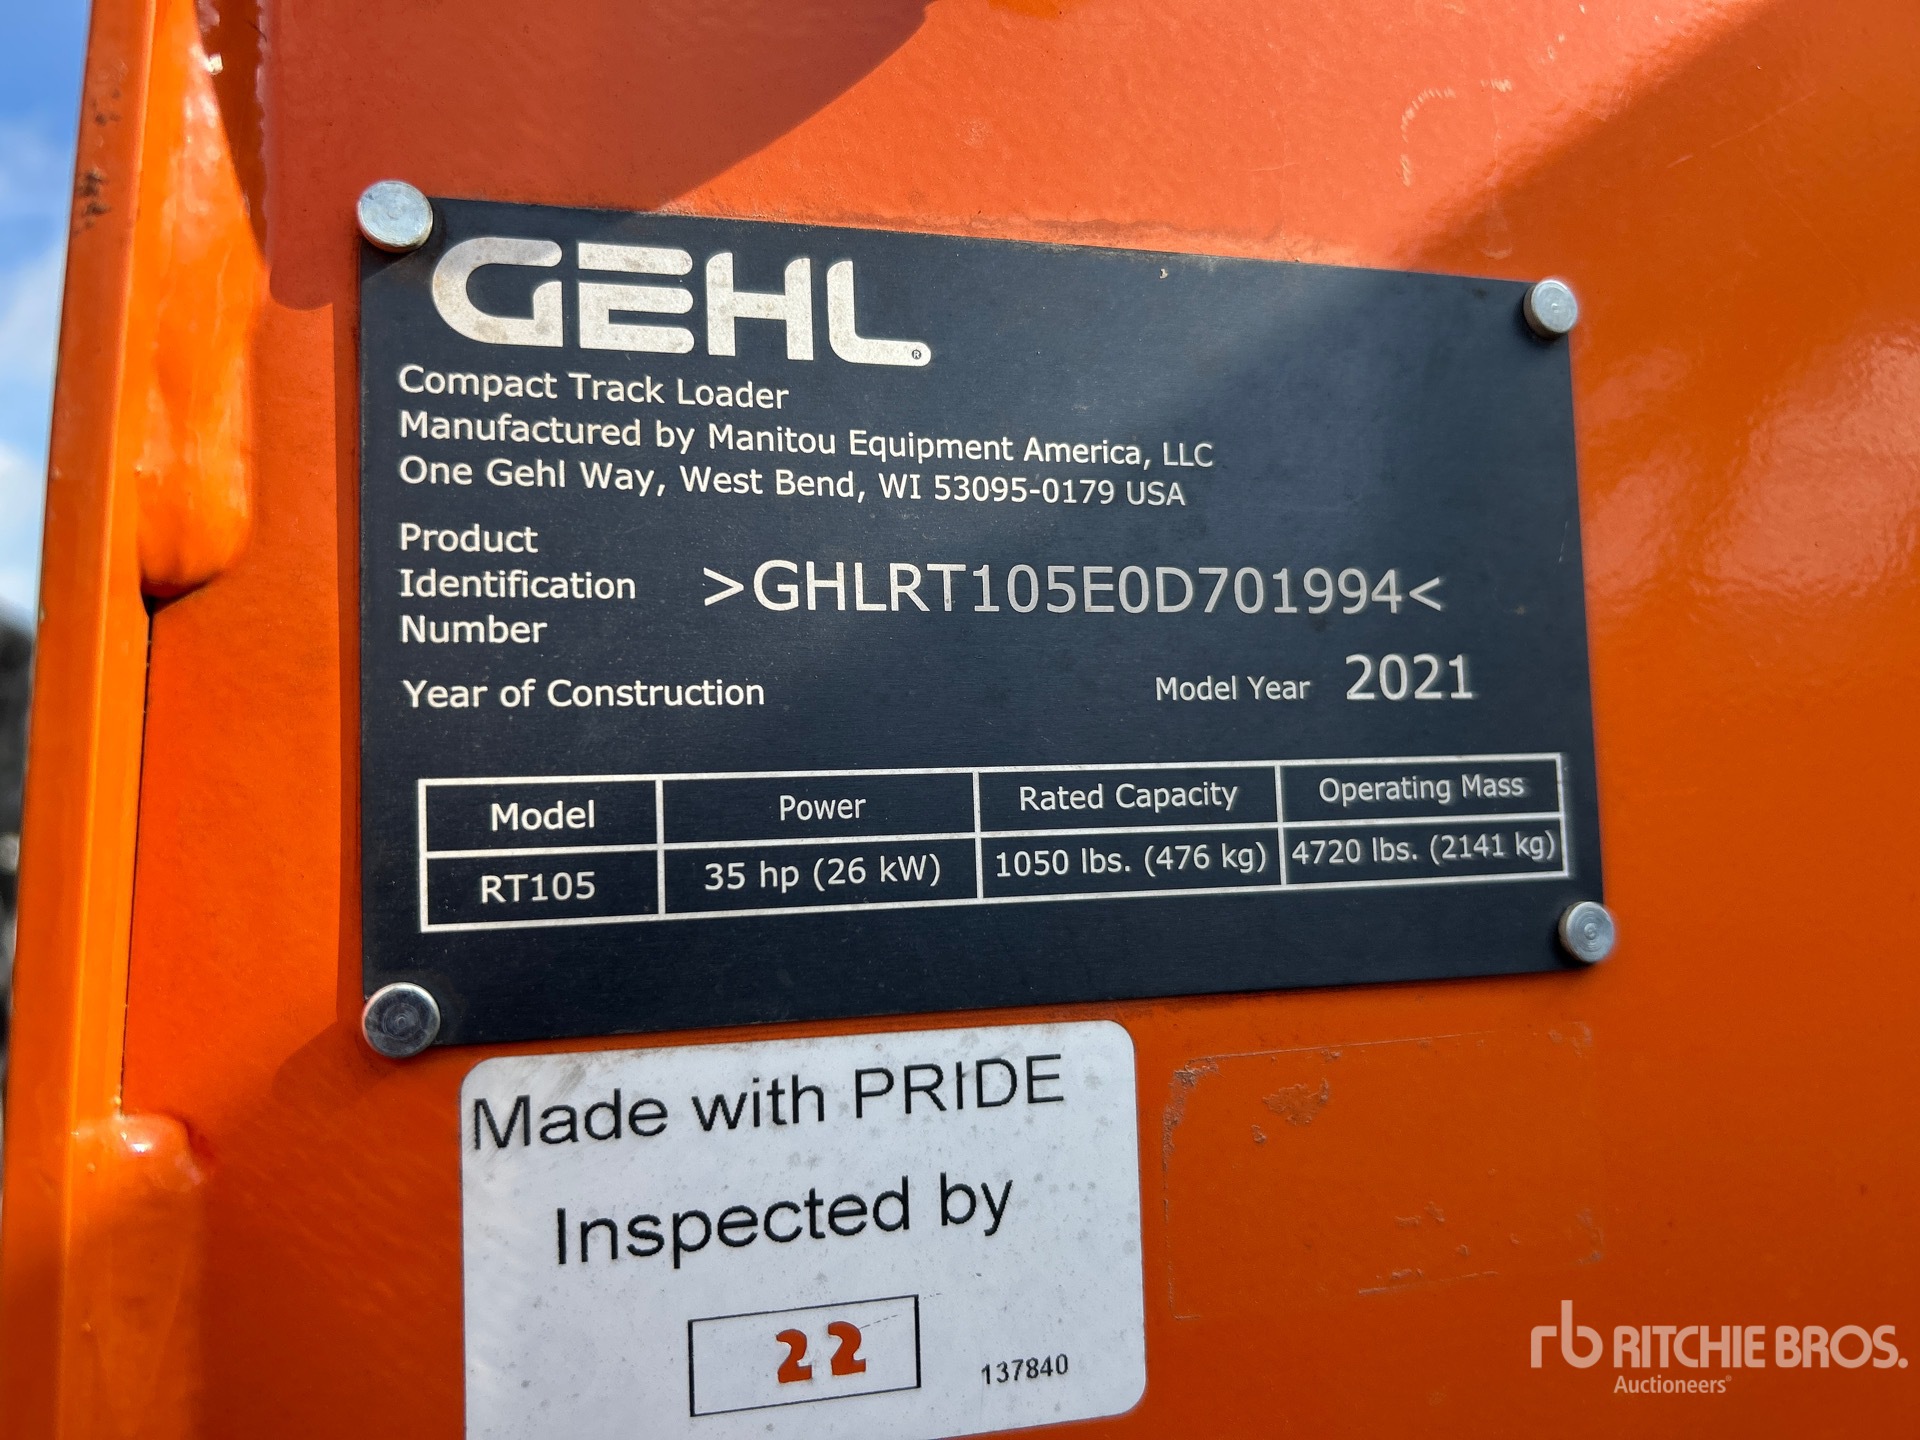 GEHL®
Compact Track Loader
Manufactured by Manitou Equipment America, LLC
One Gehl Way, West Bend, WI 53095-0179 USA
Product
Identification
Number
>GHLRT105E0D701994<
Year of Construction
Model Year 2021
Model Power Rated Capacity Operating Mass
RT105 35 hp (26 kW) 1050 lbs. (476 kg) 4720 lbs. (2141 kg)
Made with PRIDE
Inspected by
22
137840
rb RITCHIE BROS.
Auctioneers®